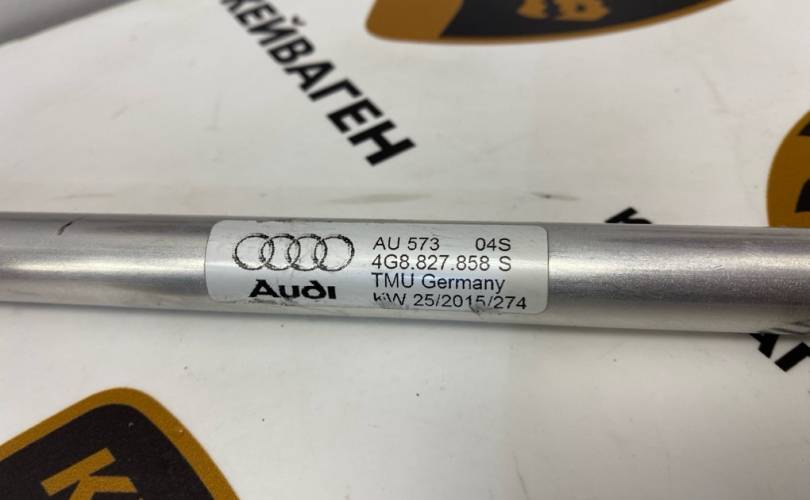 КЕЙВАГЕН
AU 573 04S
4G8.827.858 S
TMU Germany
KW 25/2015/274
Audi